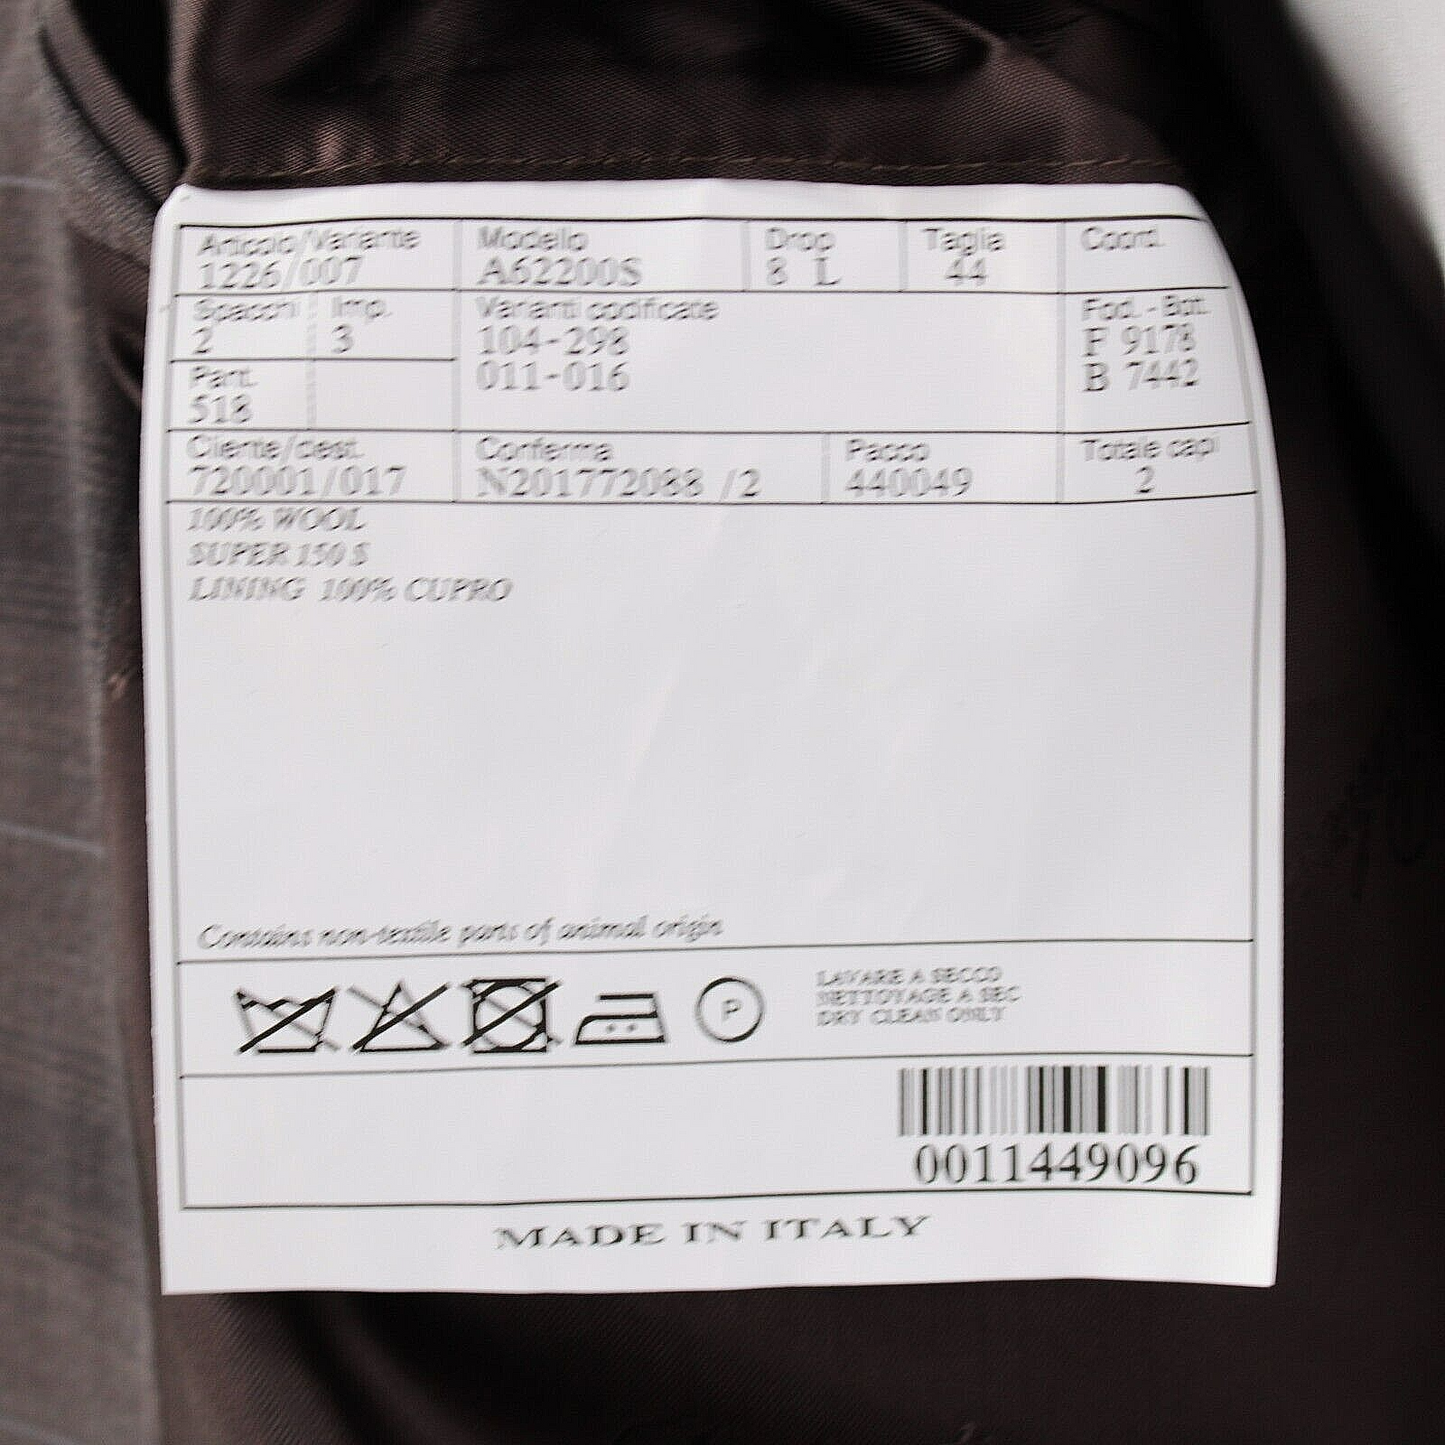 Articolo/Variante Modello Drop Taglia Coord.
1226/007 A62200S 8 L 44
Spacchi Imp. Varianti codificate Fod. - Bot.
2 3 104-298 F 9178
Pant. 011-016 B 7442
518
Cliente/dest. Conferma Pacco Totale capi
720001/017 N201772088 /2 440049 2
100% WOOL
SUPER 150 S
LINING 100% CUPRO
Contains non-textile parts of animal origin
P
LAVARE A SECCO
NETTOYAGE A SEC
DRY CLEAN ONLY
0011449096
MADE IN ITALY